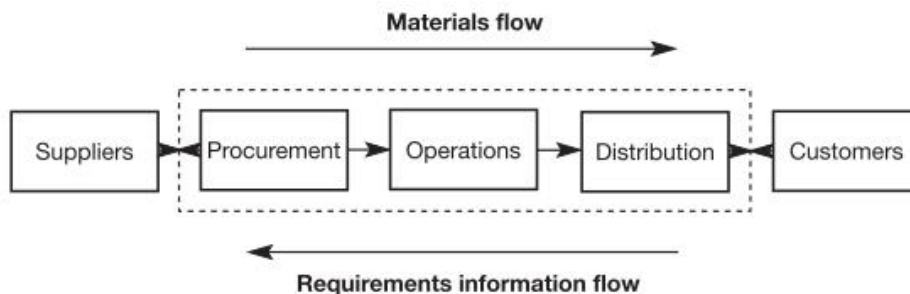 Materials flow
Suppliers
Procurement
Operations
Distribution
Customers
Requirements information flow